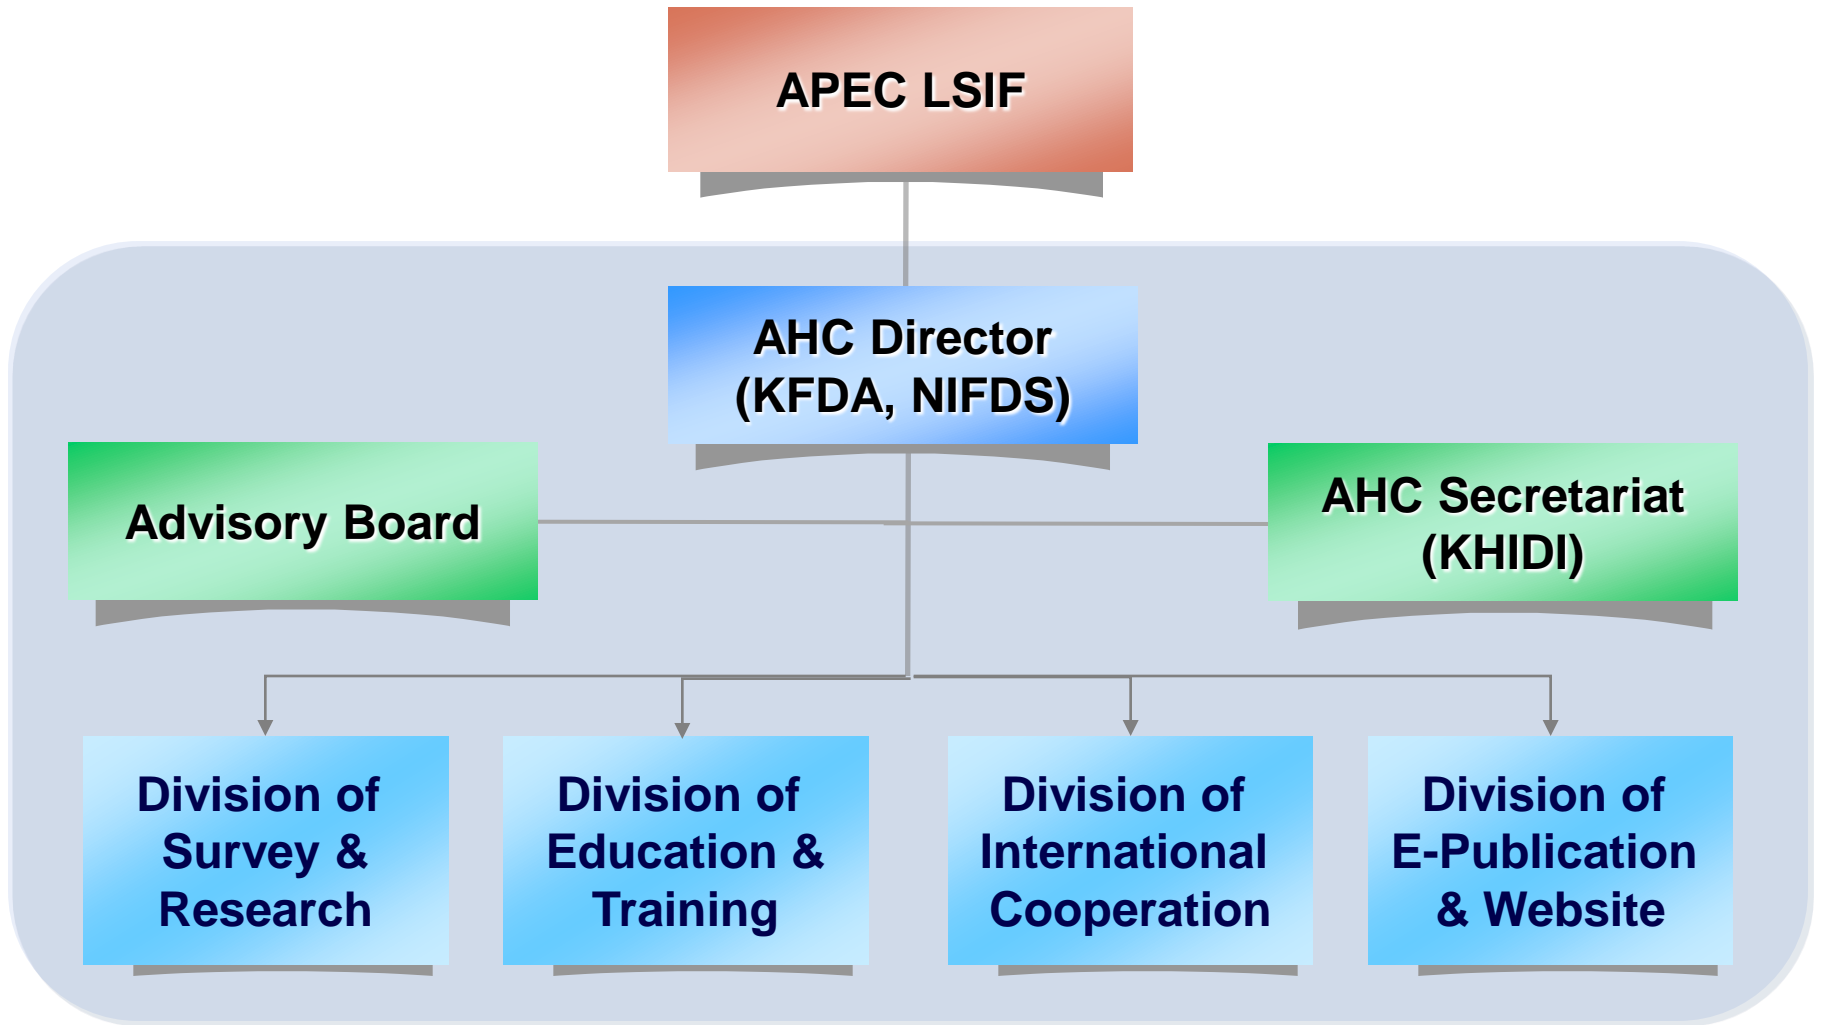 APEC LSIF
AHC Director
(KFDA, NIFDS)
Advisory Board
AHC Secretariat
(KHIDI)
Division of
Survey &
Research
Division of
Education &
Training
Division of
International
Cooperation
Division of
E-Publication
& Website